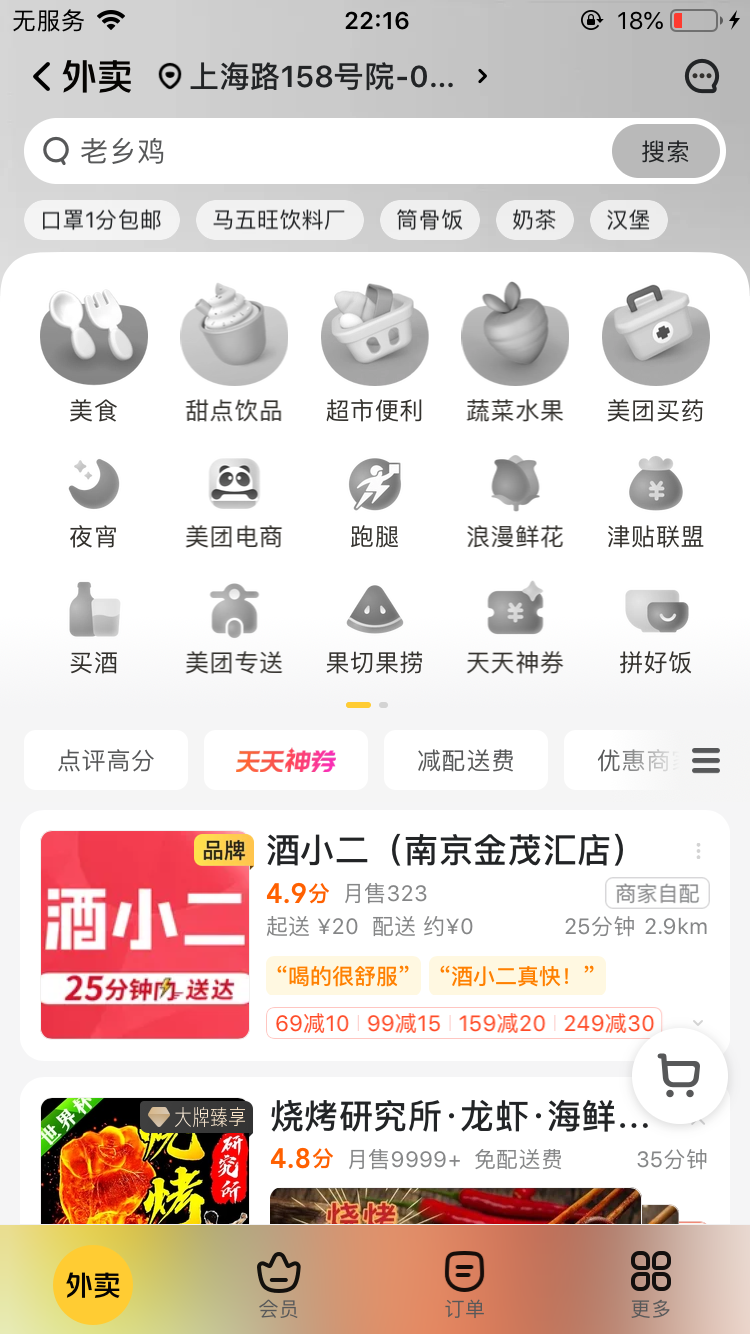 无服务 22:16 18%
外卖 上海路158号院-0...
老乡鸡 搜索
口罩1分包邮 马五旺饮料厂 筒骨饭 奶茶 汉堡
美食 甜点饮品 超市便利 蔬菜水果 美团买药
夜宵 美团电商 跑腿 浪漫鲜花 津贴联盟
买酒 美团专送 果切果捞 天天神券 拼好饭
点评高分 天天神券 减配送费 优惠商
品牌
酒小二
25分钟门 送达
酒小二（南京金茂汇店）
4.9分 月售323 商家自配
起送 ¥20 配送 约¥0 25分钟 2.9km
“喝的很舒服” “酒小二真快！”
69减10 99减15 159减20 249减30
世界杯
大牌臻享
烧烤
研究所
烧烤研究所·龙虾·海鲜...
4.8分 月售9999+ 免配送费 35分钟
烧烤
外卖 会员 订单 更多